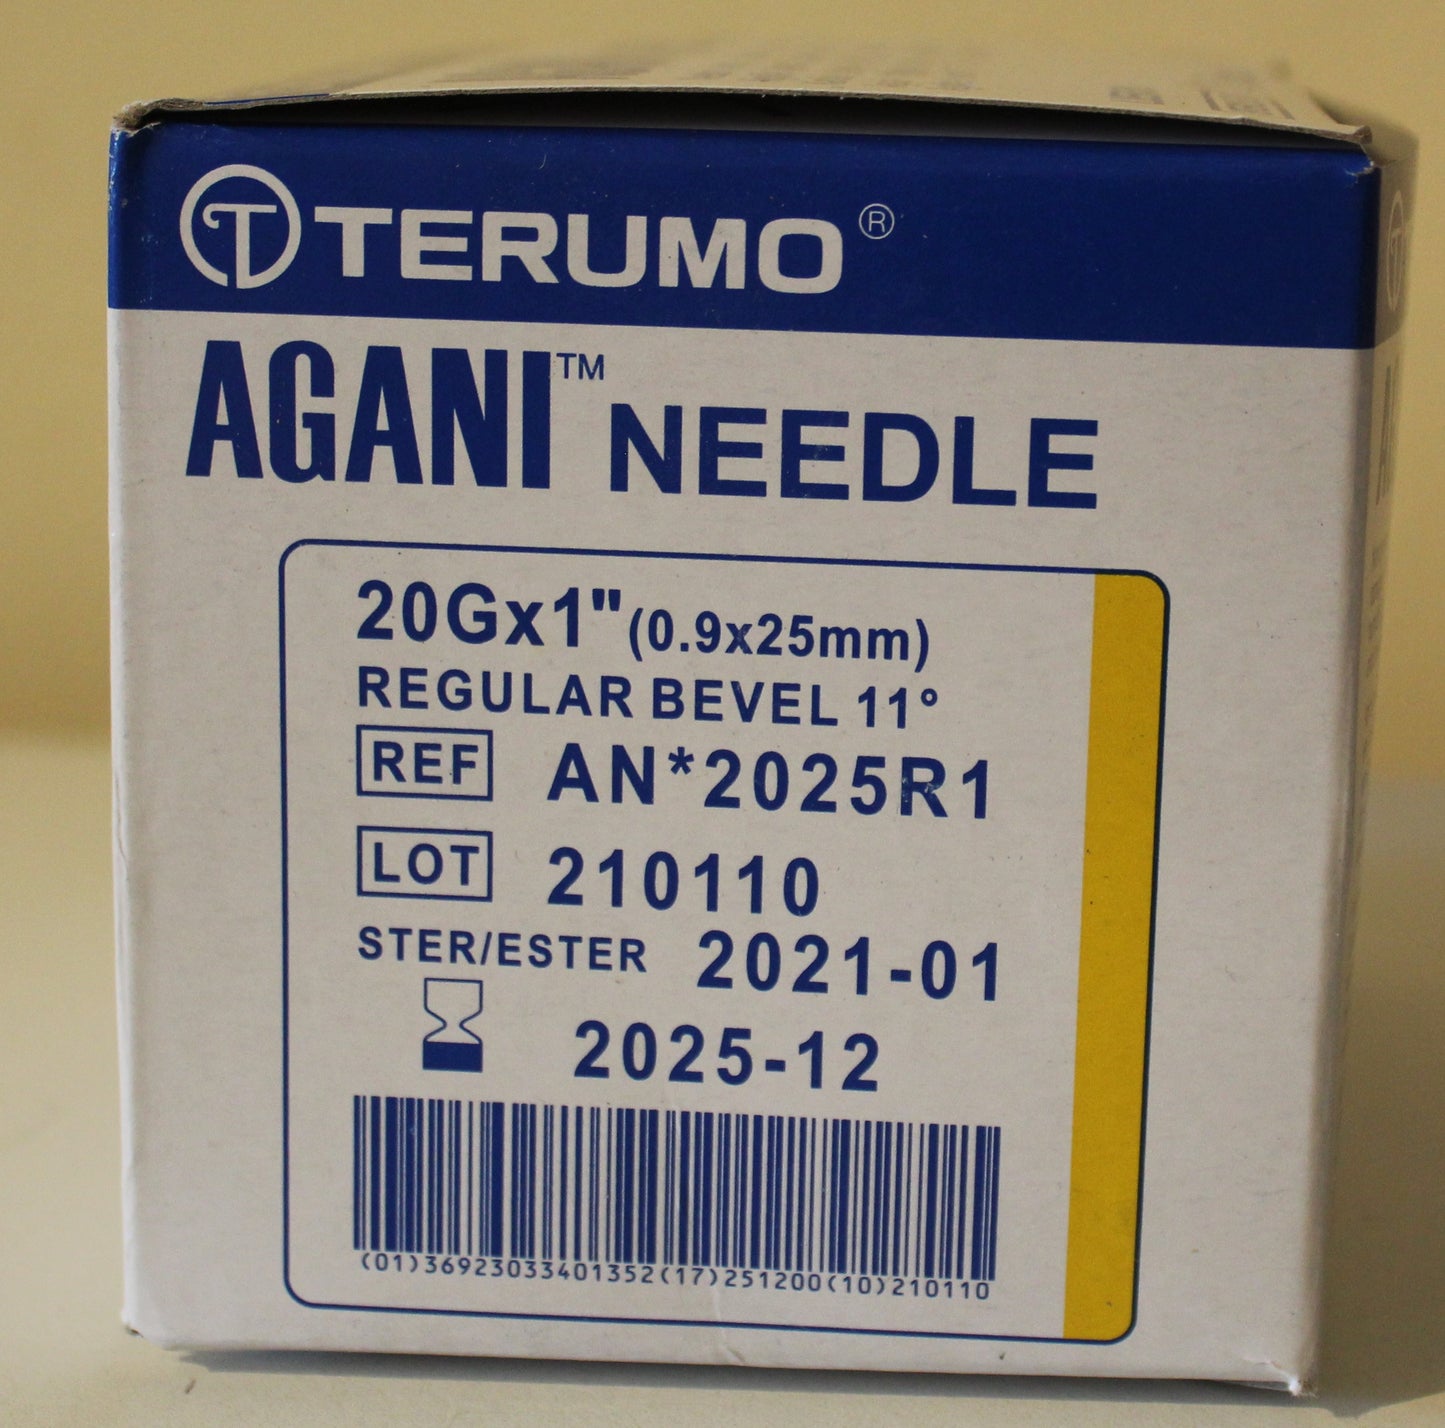 TERUMO®
AGANI™ NEEDLE
20Gx1"(0.9x25mm)
REGULAR BEVEL 11°
REF AN*2025R1
LOT 210110
STER/ESTER 2021-01
2025-12
(01)36923033401352(17)251200(10)210110